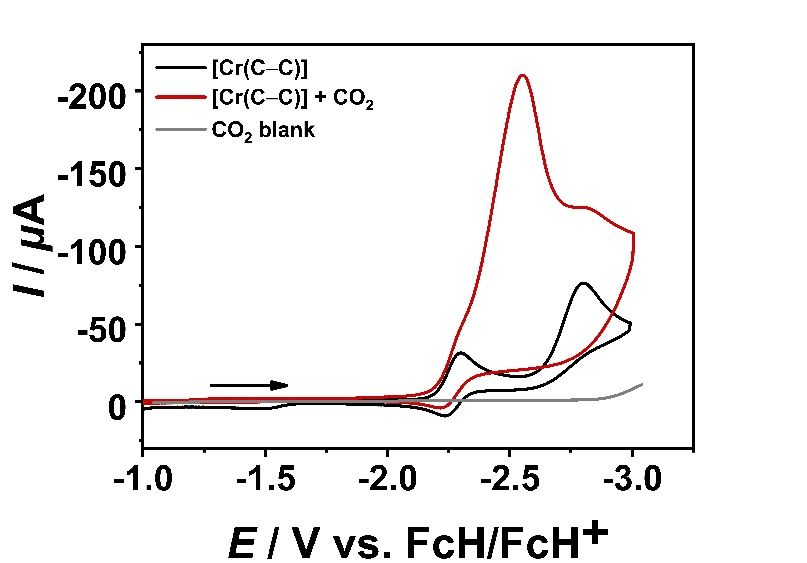 [Cr(C–C)]
[Cr(C–C)] + CO₂
CO₂ blank
-200
-150
-100
-50
0
I / µA
-1.0 -1.5 -2.0 -2.5 -3.0
E / V vs. FcH/FcH⁺